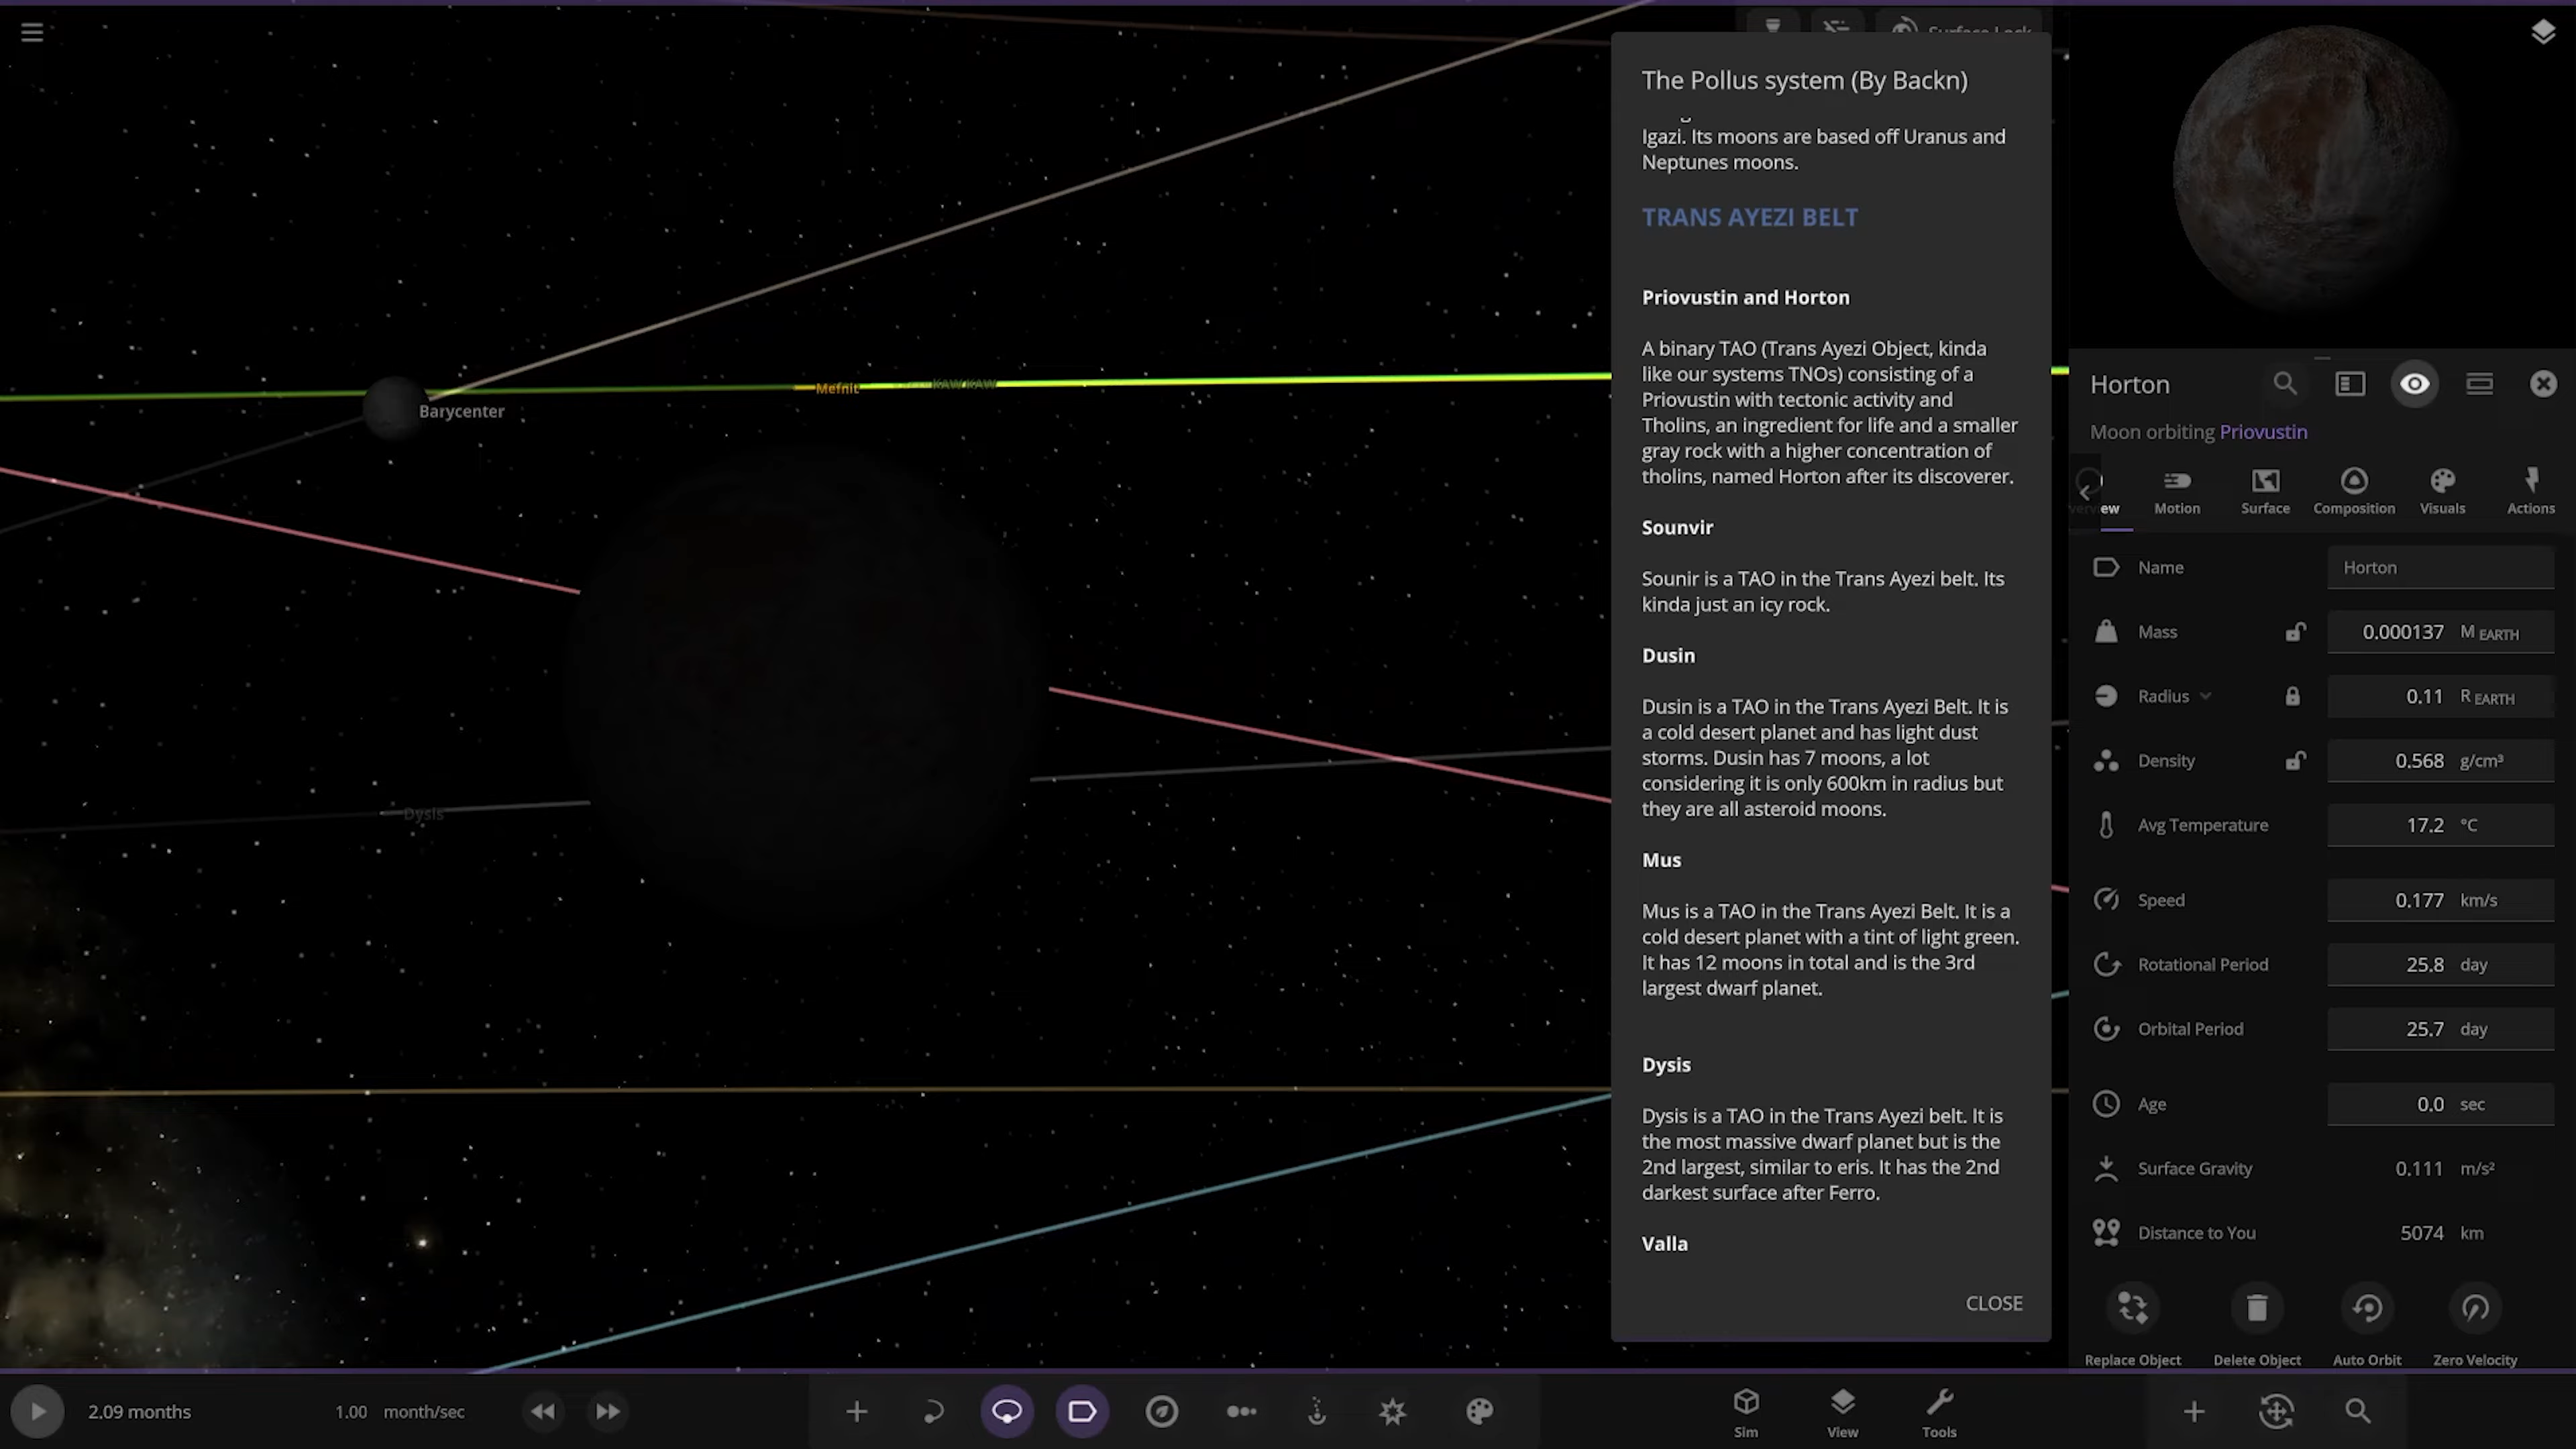 Surface Lock
The Pollus system (By Backn)
Igazi. Its moons are based off Uranus and
Neptunes moons.
TRANS AYEZI BELT
Priovustin and Horton
A binary TAO (Trans Ayezi Object, kinda
like our systems TNOs) consisting of a
Priovustin with tectonic activity and
Tholins, an ingredient for life and a smaller
gray rock with a higher concentration of
tholins, named Horton after its discoverer.
Sounvir
Sounir is a TAO in the Trans Ayezi belt. Its
kinda just an icy rock.
Dusin
Dusin is a TAO in the Trans Ayezi Belt. It is
a cold desert planet and has light dust
storms. Dusin has 7 moons, a lot
considering it is only 600km in radius but
they are all asteroid moons.
Mus
Mus is a TAO in the Trans Ayezi Belt. It is a
cold desert planet with a tint of light green.
It has 12 moons in total and is the 3rd
largest dwarf planet.
Dysis
Dysis is a TAO in the Trans Ayezi belt. It is
the most massive dwarf planet but is the
2nd largest, similar to eris. It has the 2nd
darkest surface after Ferro.
Valla
CLOSE
Barycenter
Mefnit
Dysis
Horton
Moon orbiting Priovustin
Motion Surface Composition Visuals Actions
Name Horton
Mass 0.000137 M EARTH
Radius 0.11 R EARTH
Density 0.568 g/cm³
Avg Temperature 17.2 °C
Speed 0.177 km/s
Rotational Period 25.8 day
Orbital Period 25.7 day
Age 0.0 sec
Surface Gravity 0.111 m/s²
Distance to You 5074 km
Replace Object Delete Object Auto Orbit Zero Velocity
2.09 months 1.00 month/sec
Sim View Tools